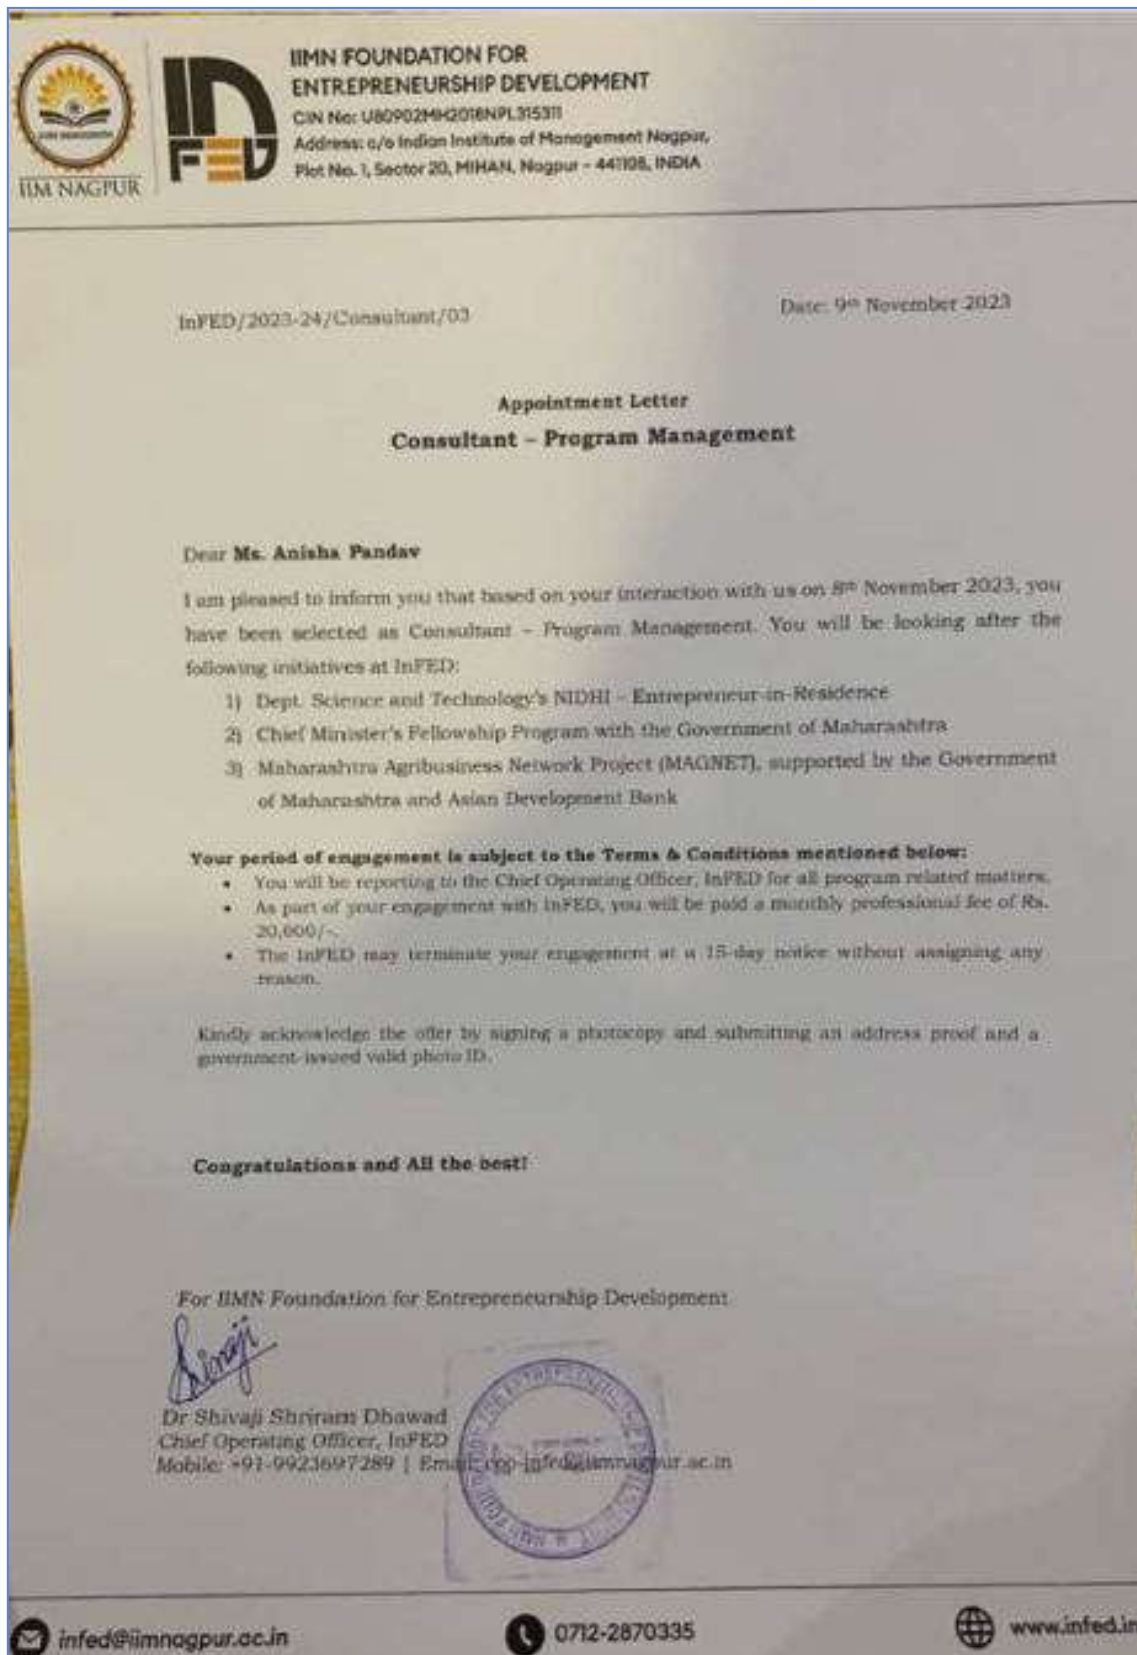 IIM NAGPUR
INFED
IIMN FOUNDATION FOR
ENTREPRENEURSHIP DEVELOPMENT
CIN No: U80902MH2018NPL315311
Address: c/o Indian Institute of Management Nagpur,
Plot No. 1, Sector 20, MIHAN, Nagpur - 441108, INDIA
InFED/2023-24/Consultant/03
Date: 9th November 2023
Appointment Letter
Consultant – Program Management
Dear Ms. Anisha Pandav
I am pleased to inform you that based on your interaction with us on 8th November 2023, you
have been selected as Consultant – Program Management. You will be looking after the
following initiatives at InFED:
1) Dept. Science and Technology's NIDHI – Entrepreneur-in-Residence
2) Chief Minister's Fellowship Program with the Government of Maharashtra
3) Maharashtra Agribusiness Network Project (MAGNET), supported by the Government
of Maharashtra and Asian Development Bank
Your period of engagement is subject to the Terms & Conditions mentioned below:
• You will be reporting to the Chief Operating Officer, InFED for all program related matters.
• As part of your engagement with InFED, you will be paid a monthly professional fee of Rs.
20,000/-.
• The InFED may terminate your engagement at a 15-day notice without assigning any
reason.
Kindly acknowledge the offer by signing a photocopy and submitting an address proof and a
government-issued valid photo ID.
Congratulations and All the best!
For IIMN Foundation for Entrepreneurship Development
Shivaji
Dr Shivaji Shriram Dhawad
Chief Operating Officer, InFED
Mobile: +91-9923697289 | Email: coo-infed@iimnagpur.ac.in
infed@iimnagpur.ac.in
0712-2870335
www.infed.in